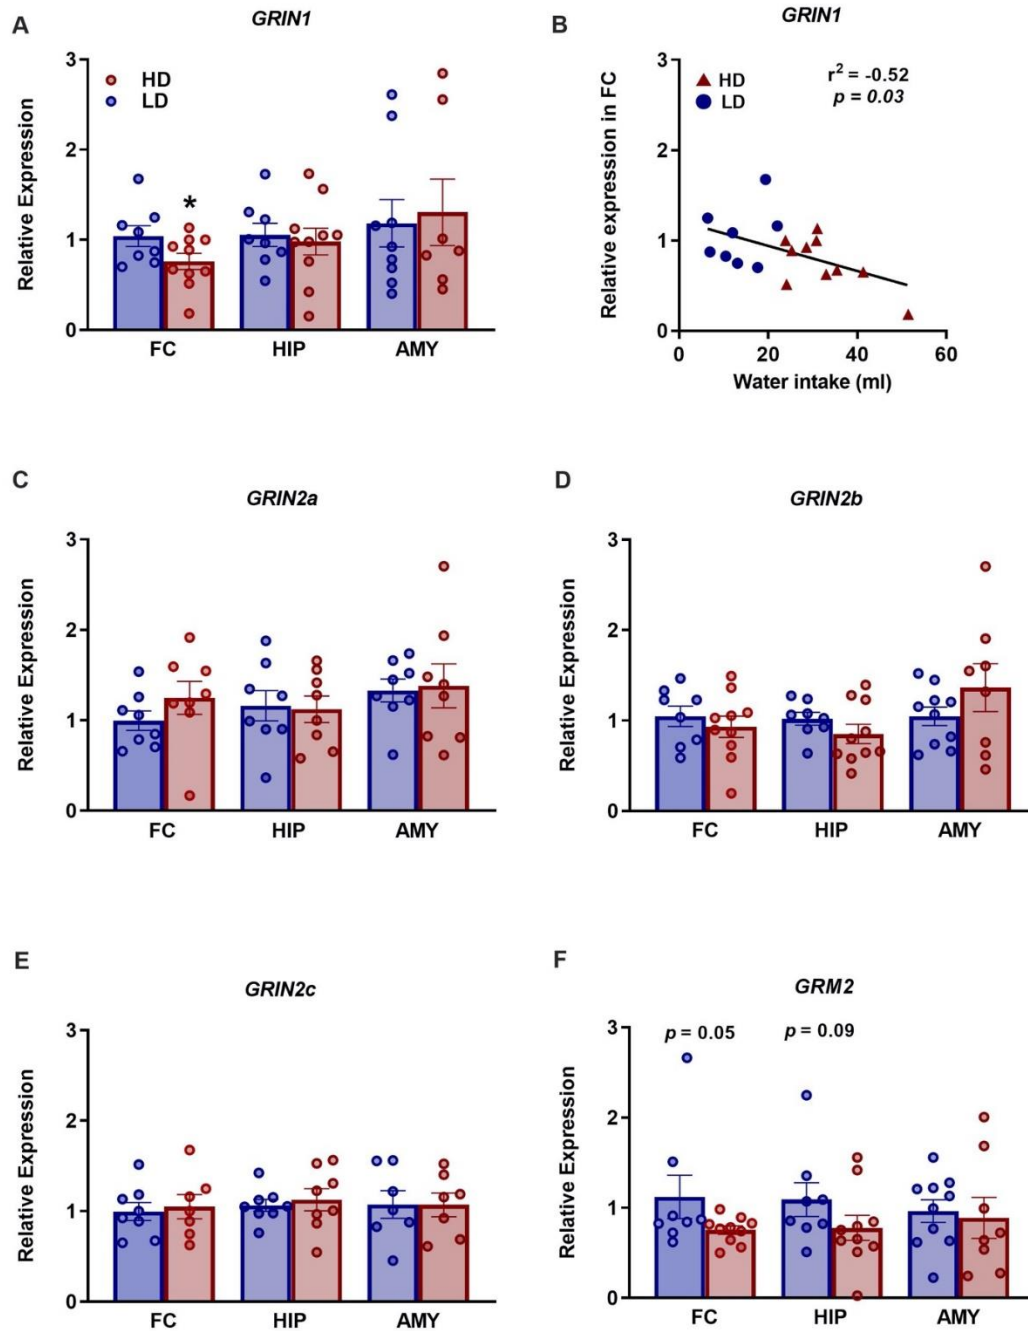 A
GRIN1
Relative Expression
3
2
1
0
HD
LD
*
FC HIP AMY
B
GRIN1
Relative expression in FC
3
2
1
0
HD
LD
r² = -0.52
p = 0.03
0 20 40 60
Water intake (ml)
C
GRIN2a
Relative Expression
3
2
1
0
FC HIP AMY
D
GRIN2b
Relative Expression
3
2
1
0
FC HIP AMY
E
GRIN2c
Relative Expression
3
2
1
0
FC HIP AMY
F
GRM2
Relative Expression
3
2
1
0
p = 0.05 p = 0.09
FC HIP AMY